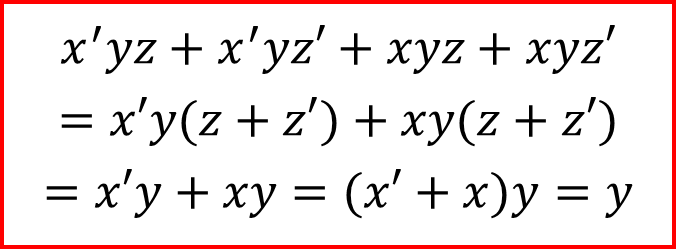 x′yz + x′yz′ + xyz + xyz′
= x′y(z + z′) + xy(z + z′)
= x′y + xy = (x′ + x)y = y